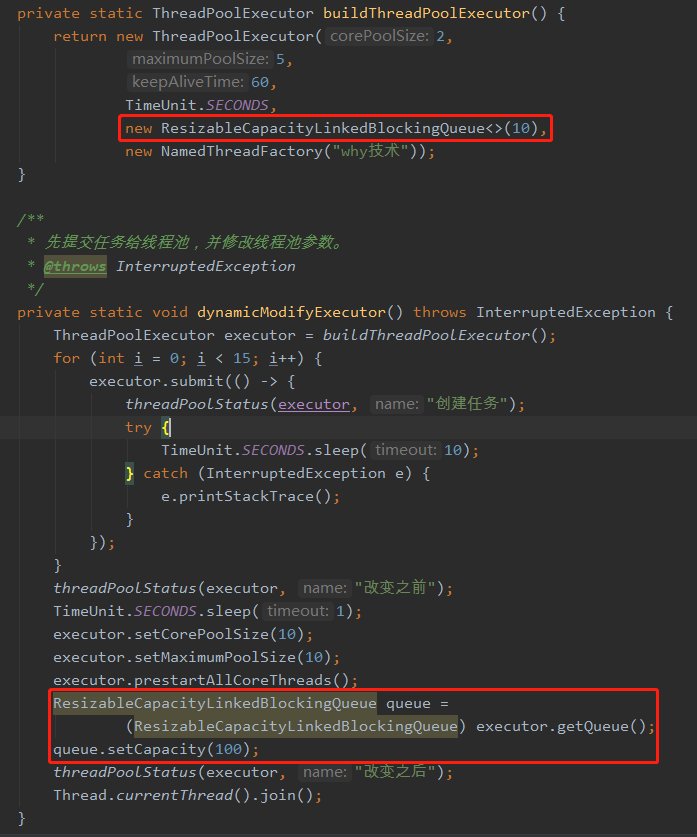 private static ThreadPoolExecutor buildThreadPoolExecutor() {
return new ThreadPoolExecutor( corePoolSize: 2,
maximumPoolSize: 5,
keepAliveTime: 60,
TimeUnit.SECONDS,
new ResizableCapacityLinkedBlockingQueue<>(10),
new NamedThreadFactory("why技术"));
}
/**
* 先提交任务给线程池，并修改线程池参数。
* @throws InterruptedException
*/
private static void dynamicModifyExecutor() throws InterruptedException {
ThreadPoolExecutor executor = buildThreadPoolExecutor();
for (int i = 0; i < 15; i++) {
executor.submit(() -> {
threadPoolStatus(executor, name: "创建任务");
try {
TimeUnit.SECONDS.sleep( timeout: 10);
} catch (InterruptedException e) {
e.printStackTrace();
}
});
}
threadPoolStatus(executor, name: "改变之前");
TimeUnit.SECONDS.sleep( timeout: 1);
executor.setCorePoolSize(10);
executor.setMaximumPoolSize(10);
executor.prestartAllCoreThreads();
ResizableCapacityLinkedBlockingQueue queue =
(ResizableCapacityLinkedBlockingQueue) executor.getQueue();
queue.setCapacity(100);
threadPoolStatus(executor, name: "改变之后");
Thread.currentThread().join();
}